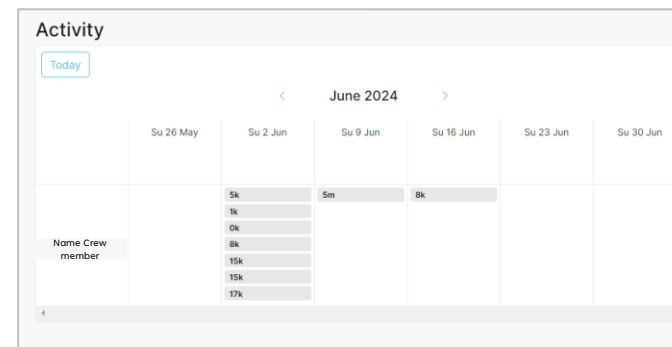 Activity
Today
June 2024
Su 26 May Su 2 Jun Su 9 Jun Su 16 Jun Su 23 Jun Su 30 Jun
Name Crew
member
5k 5m 8k
1k
0k
8k
15k
15k
17k